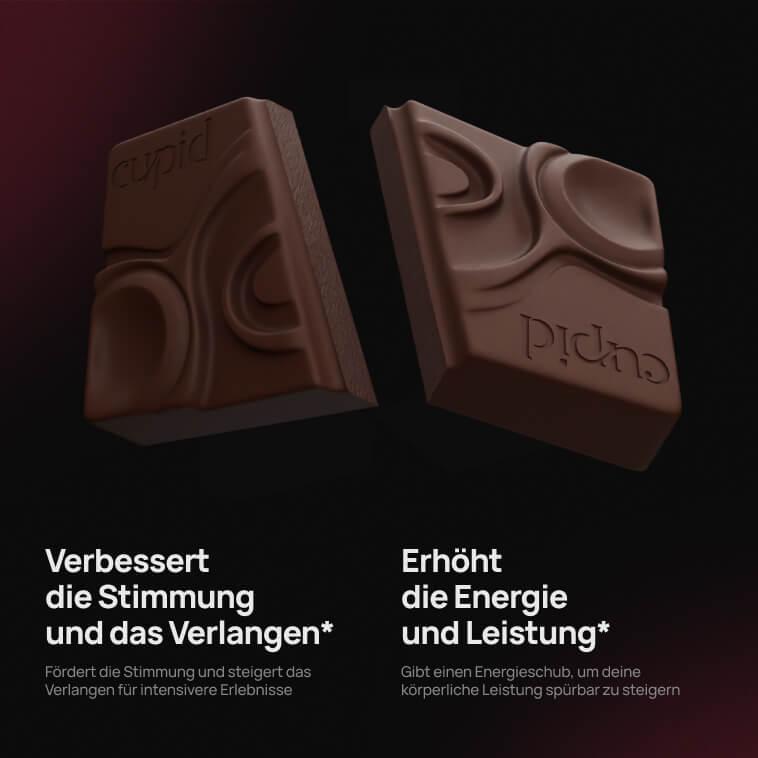 cupid
cupid
Verbessert
die Stimmung
und das Verlangen*
Fördert die Stimmung und steigert das
Verlangen für intensivere Erlebnisse
Erhöht
die Energie
und Leistung*
Gibt einen Energieschub, um deine
körperliche Leistung spürbar zu steigern